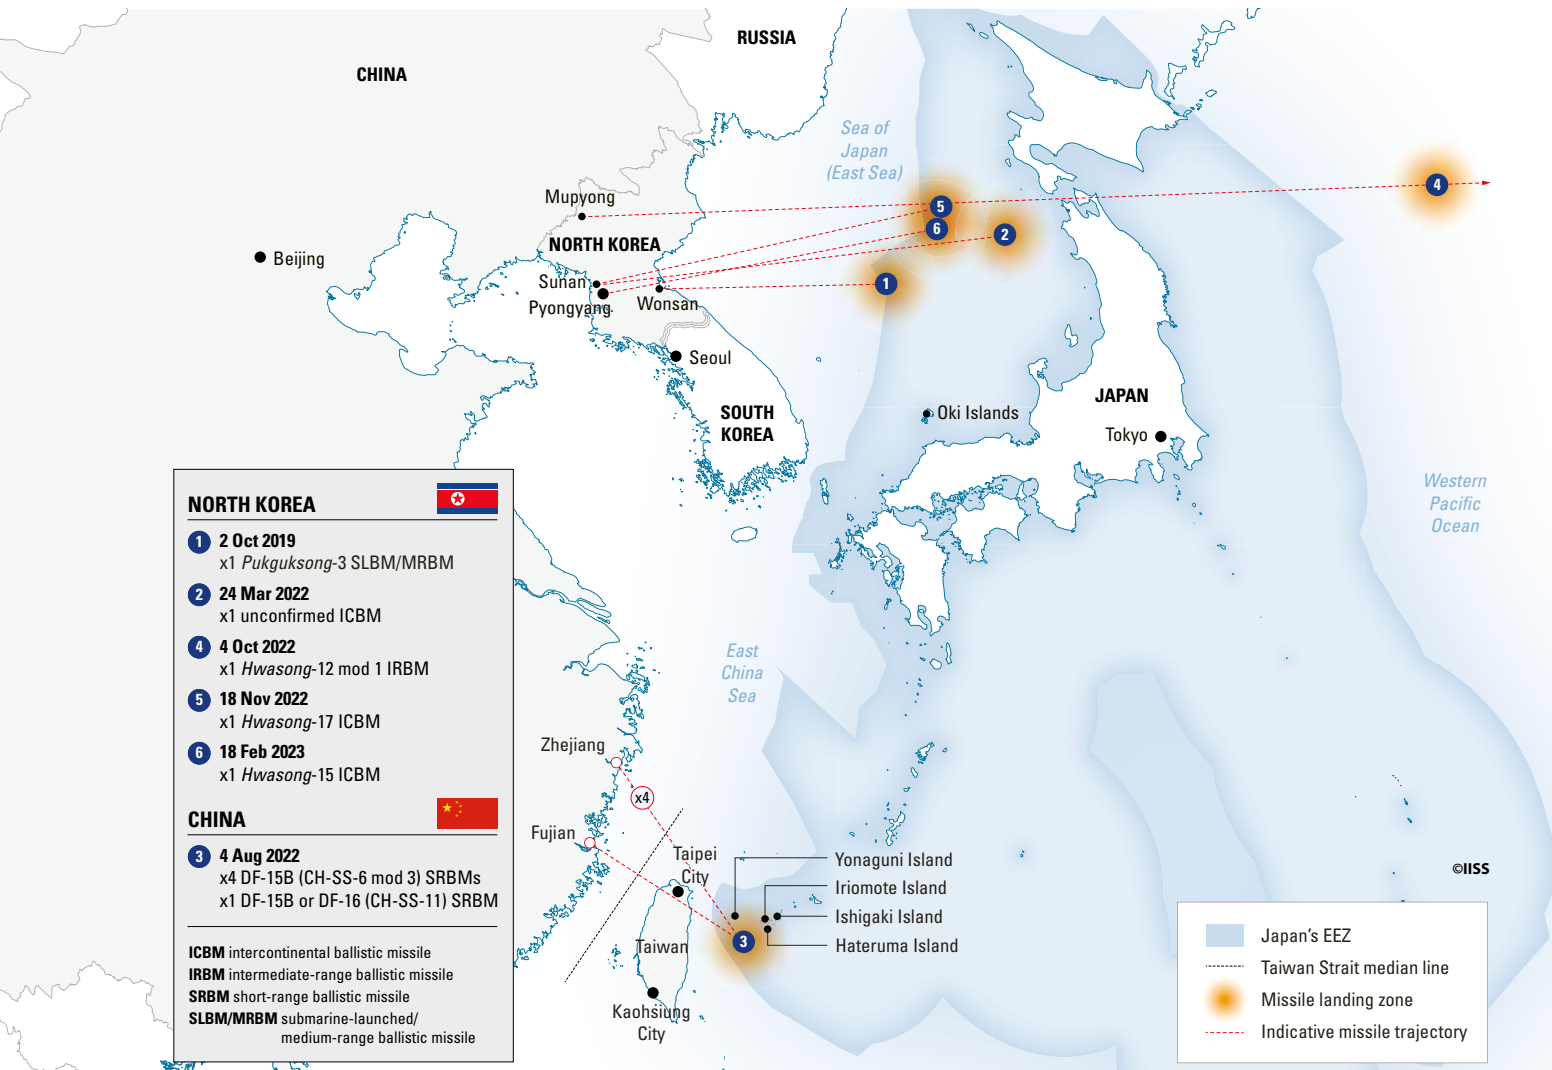 RUSSIA
CHINA
Sea of
Japan
(East Sea)
4
Mupyong
5
6
2
NORTH KOREA
Beijing
Sunan
1
Pyongyang
Wonsan
Seoul
JAPAN
SOUTH
KOREA
Oki Islands
Tokyo
Western
Pacific
Ocean
NORTH KOREA
1 2 Oct 2019
x1 Pukguksong-3 SLBM/MRBM
2 24 Mar 2022
x1 unconfirmed ICBM
4 4 Oct 2022
x1 Hwasong-12 mod 1 IRBM
5 18 Nov 2022
x1 Hwasong-17 ICBM
6 18 Feb 2023
x1 Hwasong-15 ICBM
CHINA
3 4 Aug 2022
x4 DF-15B (CH-SS-6 mod 3) SRBMs
x1 DF-15B or DF-16 (CH-SS-11) SRBM
ICBM intercontinental ballistic missile
IRBM intermediate-range ballistic missile
SRBM short-range ballistic missile
SLBM/MRBM submarine-launched/
medium-range ballistic missile
East
China
Sea
Zhejiang
x4
Fujian
Taipei
City
Yonaguni Island
Iriomote Island
Ishigaki Island
Hateruma Island
3
Taiwan
Kaohsiung
City
©IISS
Japan's EEZ
Taiwan Strait median line
Missile landing zone
Indicative missile trajectory